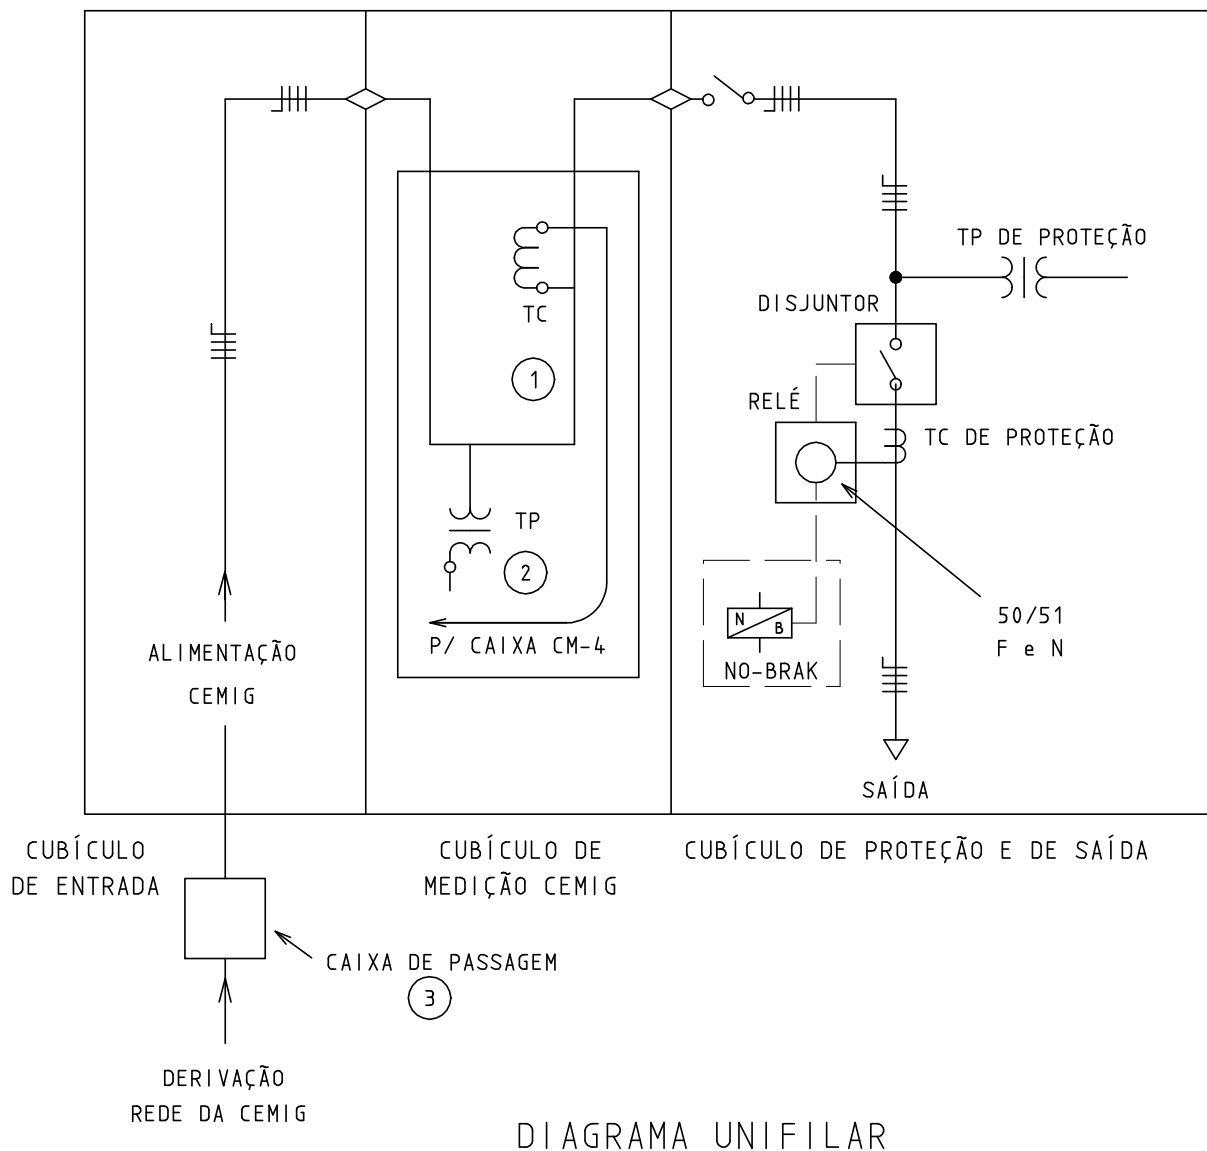 TP DE PROTEÇÃO
DISJUNTOR
TC
1
RELÉ
TC DE PROTEÇÃO
TP
2
50/51
F e N
N
B
P/ CAIXA CM-4
NO-BRAK
ALIMENTAÇÃO
CEMIG
SAÍDA
CUBÍCULO
DE ENTRADA
CUBÍCULO DE
MEDIÇÃO CEMIG
CUBÍCULO DE PROTEÇÃO E DE SAÍDA
CAIXA DE PASSAGEM
3
DERIVAÇÃO
REDE DA CEMIG
DIAGRAMA UNIFILAR